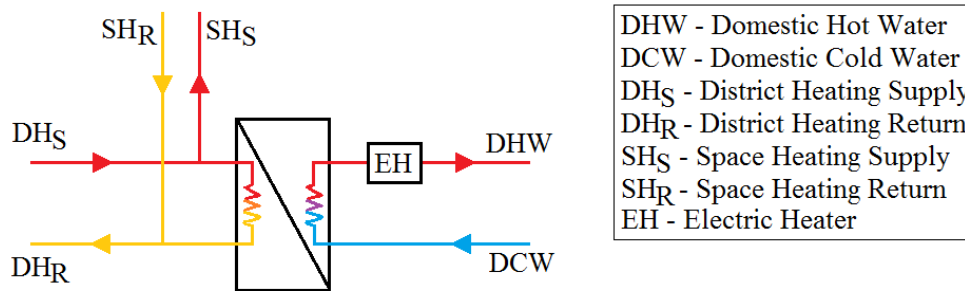 SHR SHS
DHS
EH
DHW
DHR
DCW
DHW - Domestic Hot Water
DCW - Domestic Cold Water
DHS - District Heating Supply
DHR - District Heating Return
SHS - Space Heating Supply
SHR - Space Heating Return
EH - Electric Heater